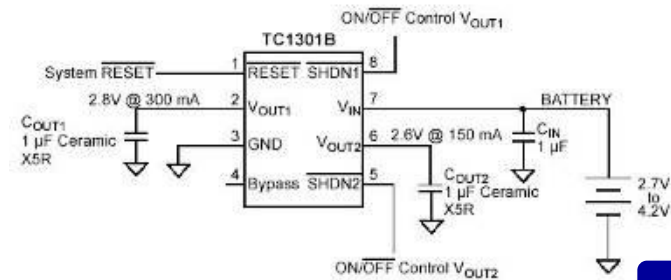 ON/OFF Control VOUT1
TC1301B
System RESET
1
RESET
SHDN1
8
2.8V @ 300 mA
2
VOUT1
VIN
7
BATTERY
COUT1
1 µF Ceramic
X5R
3
GND
VOUT2
6
2.6V @ 150 mA
CIN
1 µF
4
Bypass
SHDN2
5
COUT2
1 µF Ceramic
X5R
2.7V
to
4.2V
ON/OFF Control VOUT2